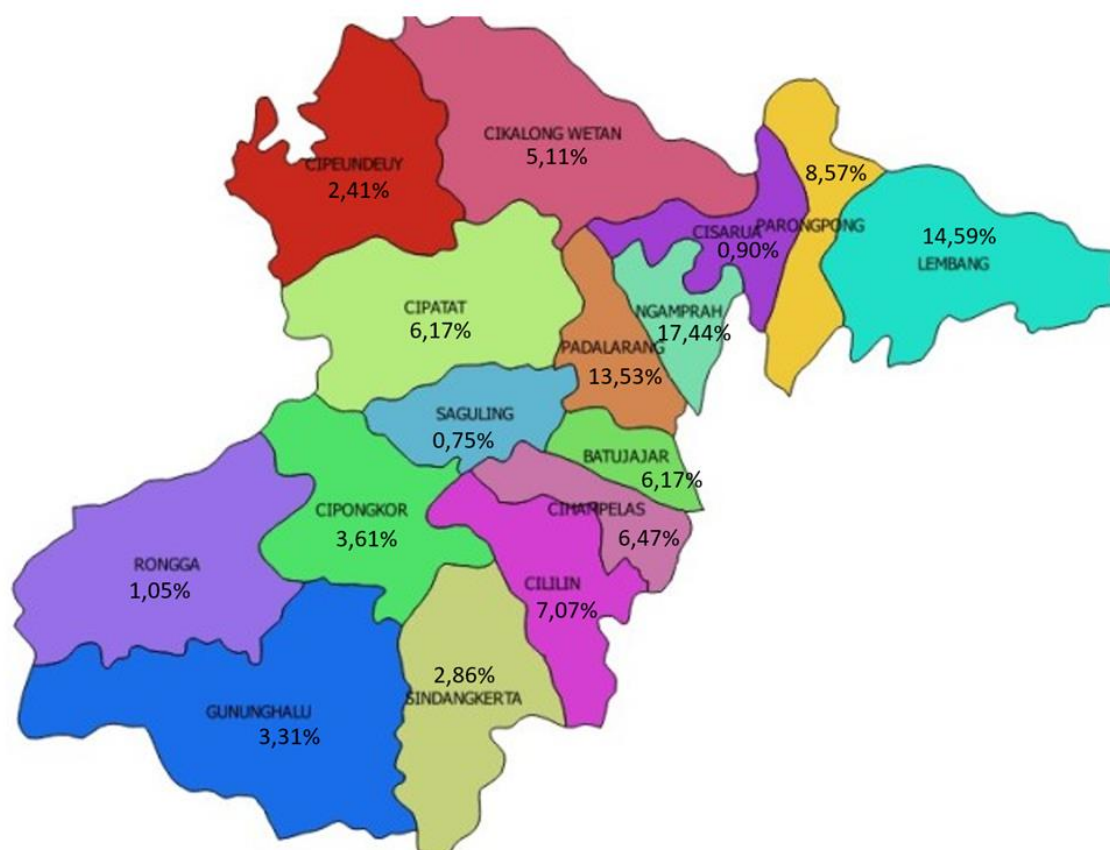 CIKALONG WETAN
5,11%
CIPEUNDEUY
2,41%
8,57%
PARONGPONG
CISARUA
0,90%
14,59%
LEMBANG
CIPATAT
6,17%
NGAMPRAH
17,44%
PADALARANG
13,53%
SAGULING
0,75%
BATUJAJAR
6,17%
CIPONGKOR
3,61%
CIHAMPELAS
6,47%
RONGGA
1,05%
CILILIN
7,07%
2,86%
SINDANGKERTA
GUNUNGHALU
3,31%